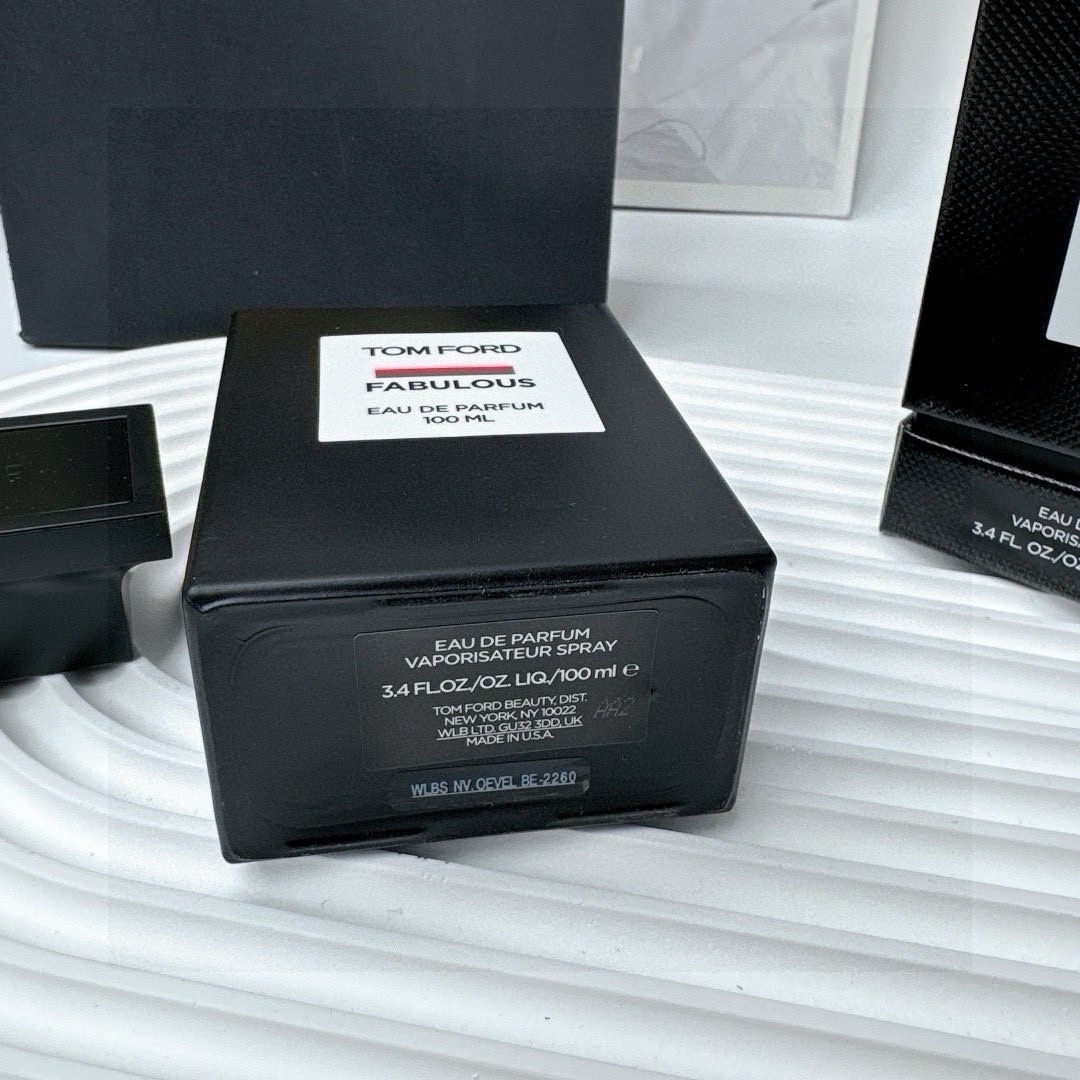 TOM FORD
FABULOUS
EAU DE PARFUM
100 ML
EAU DE PARFUM
VAPORISATEUR SPRAY
3.4 FL.OZ./OZ. LIQ./100 ml ℮
TOM FORD BEAUTY, DIST.
NEW YORK, NY 10022
WLB LTD. GU32 3DD, UK
MADE IN U.S.A.
AA2
WLBS NV.OEVEL BE-2260
EAU
VAPORIS
3.4 FL. OZ./OZ